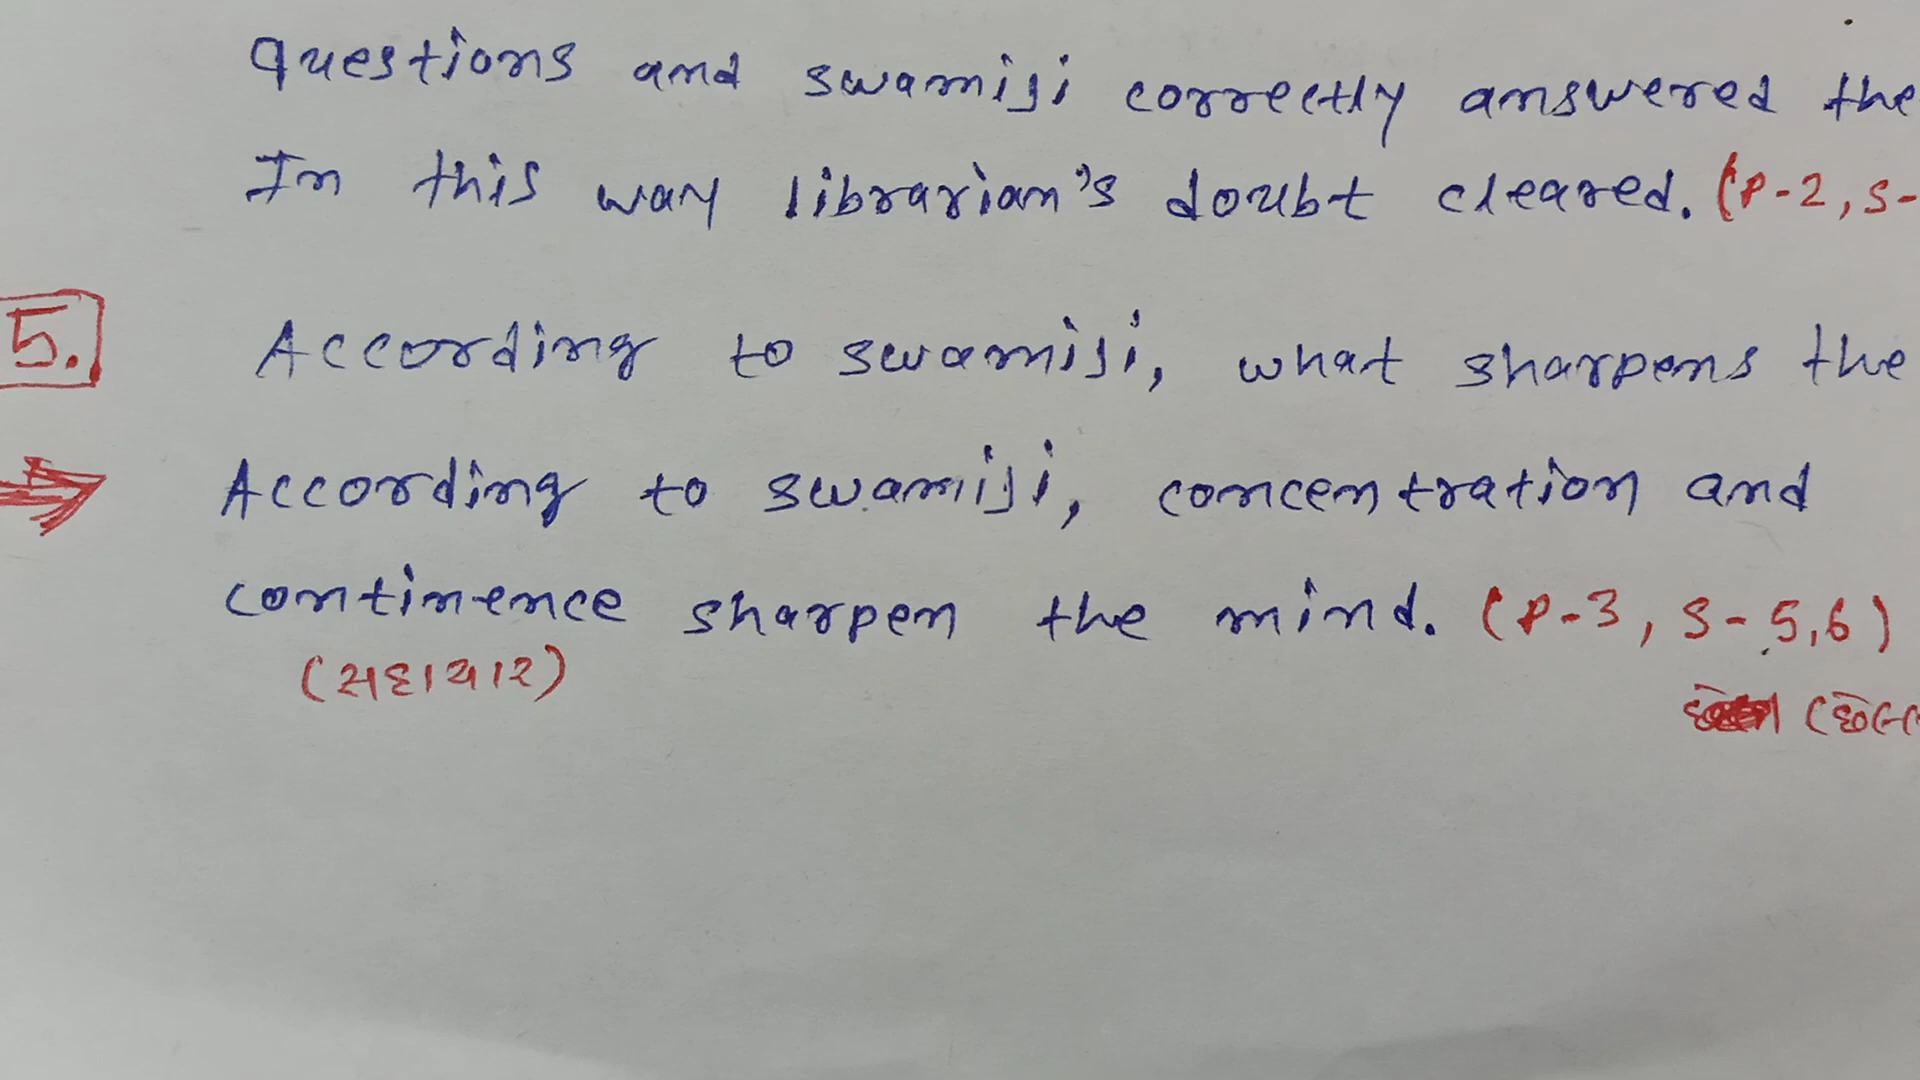 questions and swamiji correctly answered the
In this way librarian's doubt cleared. (P-2, S-
5. According to swamiji, what sharpens the
According to swamiji, concentration and
continence sharpen the mind. (P-3, S-5,6)
(સદાચાર)